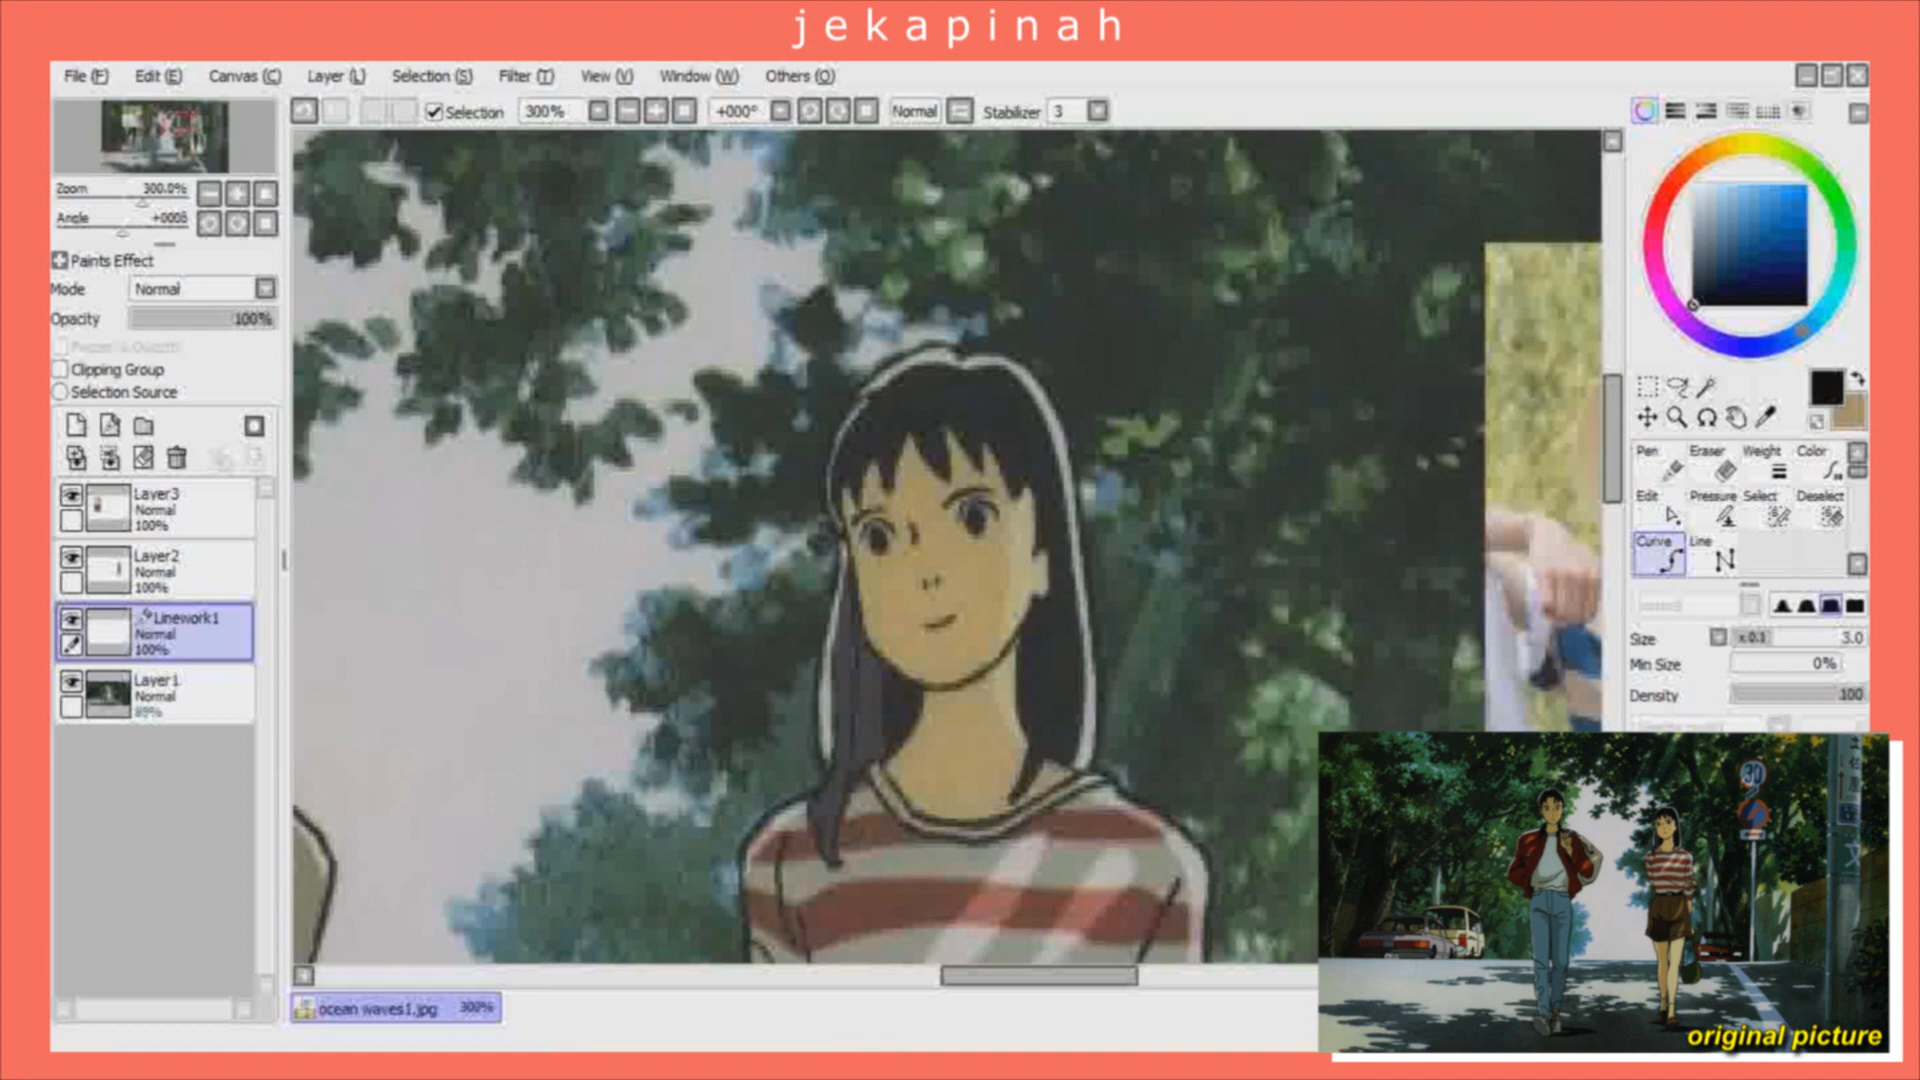 jekapinah
File (F) Edit (E) Canvas (C) Layer (L) Selection (S) Filter (T) View (V) Window (W) Others (O)
Selection 300% +000° Normal Stabilizer 3
Zoom 300.0%
Angle
Paints Effect
Mode Normal
Opacity 100%
Clipping Group
Selection Source
Layer3
Normal
100%
Layer2
Normal
100%
Linework1
Normal
100%
Layer1
Normal
89%
ocean waves1.jpg 300%
Pen Eraser Weight Color
Edit Pressure Select Deselect
Curve Line
Size x 0.1 3.0
Min Size 0%
Density 100
30
original picture